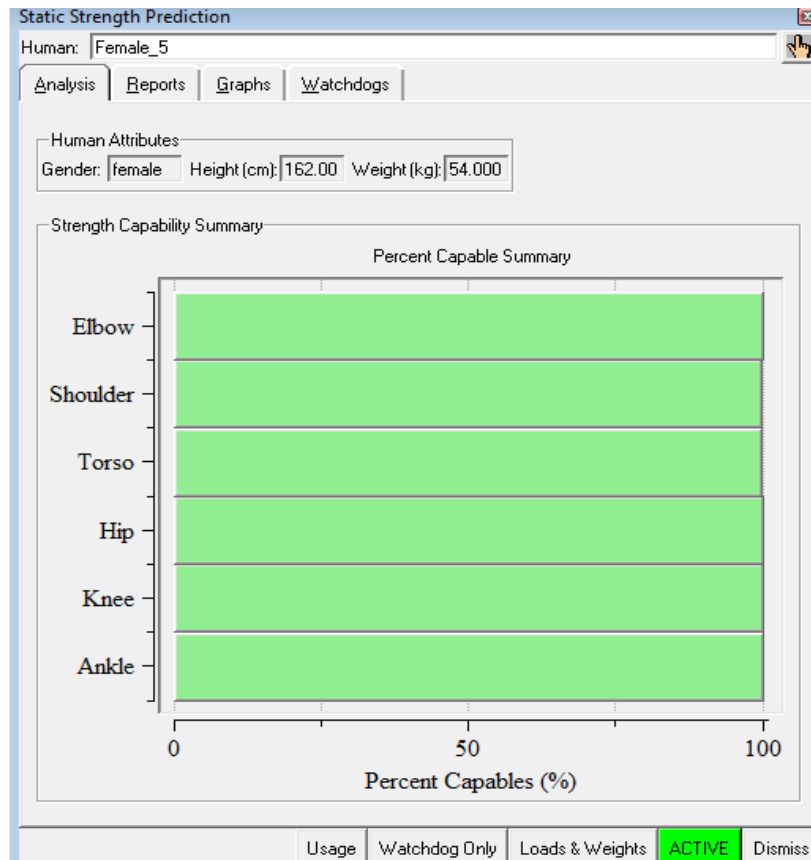 Static Strength Prediction
Human: Female_5
Analysis Reports Graphs Watchdogs
Human Attributes
Gender: female Height (cm): 162.00 Weight (kg): 54.000
Strength Capability Summary
Percent Capable Summary
Elbow
Shoulder
Torso
Hip
Knee
Ankle
0 50 100
Percent Capables (%)
Usage Watchdog Only Loads & Weights ACTIVE Dismiss